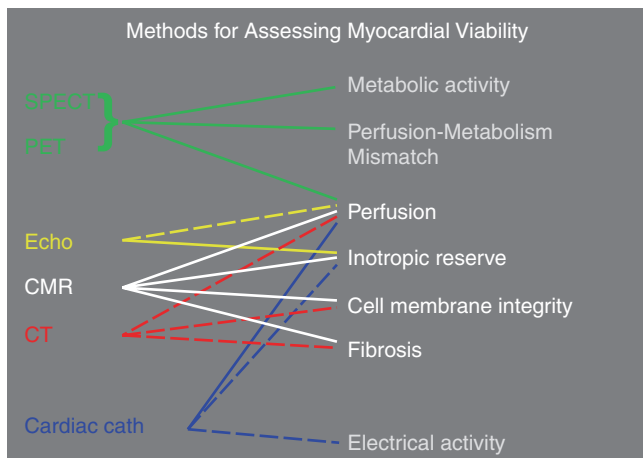 Methods for Assessing Myocardial Viability
SPECT
PET
}
Metabolic activity
Perfusion-Metabolism
Mismatch
Perfusion
Echo
Inotropic reserve
CMR
Cell membrane integrity
CT
Fibrosis
Cardiac cath
Electrical activity